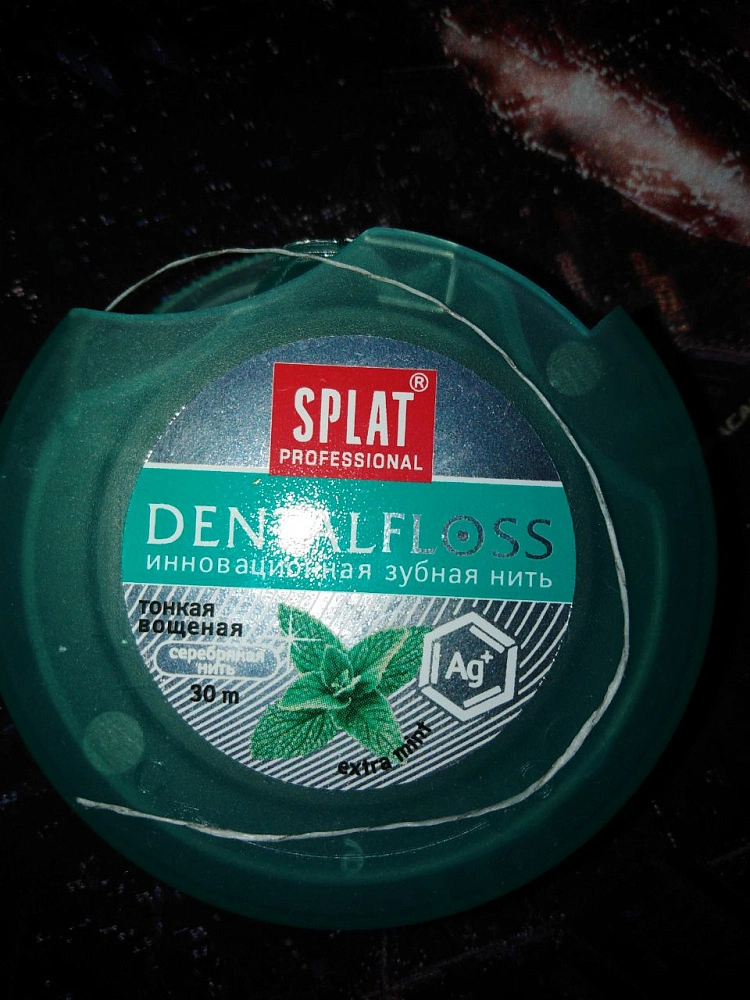 SPLAT®
PROFESSIONAL
DENTALFLOSS
инновационная зубная нить
тонкая
вощеная
серебряная
нить
30 m
Ag+
extra mint